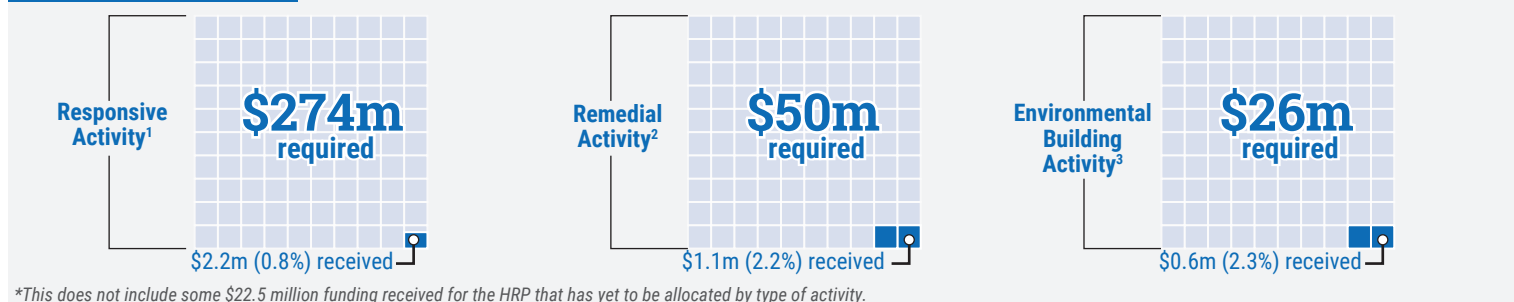 Responsive
Activity¹
$274m
required
$2.2m (0.8%) received
Remedial
Activity²
$50m
required
$1.1m (2.2%) received
Environmental
Building
Activity³
$26m
required
$0.6m (2.3%) received
*This does not include some $22.5 million funding received for the HRP that has yet to be allocated by type of activity.